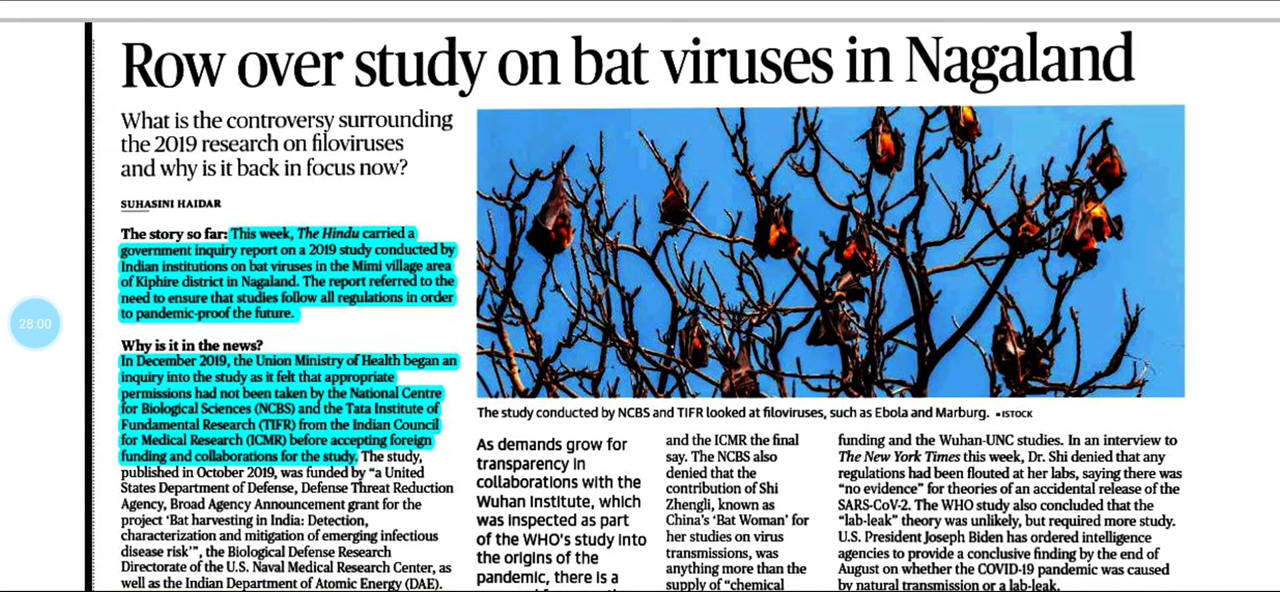 Row over study on bat viruses in Nagaland
What is the controversy surrounding
the 2019 research on filoviruses
and why is it back in focus now?
SUHASINI HAIDAR
The story so far: This week, The Hindu carried a
government inquiry report on a 2019 study conducted by
Indian institutions on bat viruses in the Mimi village area
of Kiphire district in Nagaland. The report referred to the
need to ensure that studies follow all regulations in order
to pandemic-proof the future.
Why is it in the news?
In December 2019, the Union Ministry of Health began an
inquiry into the study as it felt that appropriate
permissions had not been taken by the National Centre
for Biological Sciences (NCBS) and the Tata Institute of
Fundamental Research (TIFR) from the Indian Council
for Medical Research (ICMR) before accepting foreign
funding and collaborations for the study. The study,
published in October 2019, was funded by “a United
States Department of Defense, Defense Threat Reduction
Agency, Broad Agency Announcement grant for the
project ‘Bat harvesting in India: Detection,
characterization and mitigation of emerging infectious
disease risk’”, the Biological Defense Research
Directorate of the U.S. Naval Medical Research Center, as
well as the Indian Department of Atomic Energy (DAE).
28:00
The study conducted by NCBS and TIFR looked at filoviruses, such as Ebola and Marburg. ▪ISTOCK
As demands grow for
transparency in
collaborations with the
Wuhan Institute, which
was inspected as part
of the WHO's study into
the origins of the
pandemic, there is a
and the ICMR the final
say. The NCBS also
denied that the
contribution of Shi
Zhengli, known as
China's ‘Bat Woman’ for
her studies on virus
transmissions, was
anything more than the
supply of “chemical
funding and the Wuhan-UNC studies. In an interview to
The New York Times this week, Dr. Shi denied that any
regulations had been flouted at her labs, saying there was
“no evidence” for theories of an accidental release of the
SARS-CoV-2. The WHO study also concluded that the
“lab-leak” theory was unlikely, but required more study.
U.S. President Joseph Biden has ordered intelligence
agencies to provide a conclusive finding by the end of
August on whether the COVID-19 pandemic was caused
by natural transmission or a lab-leak.